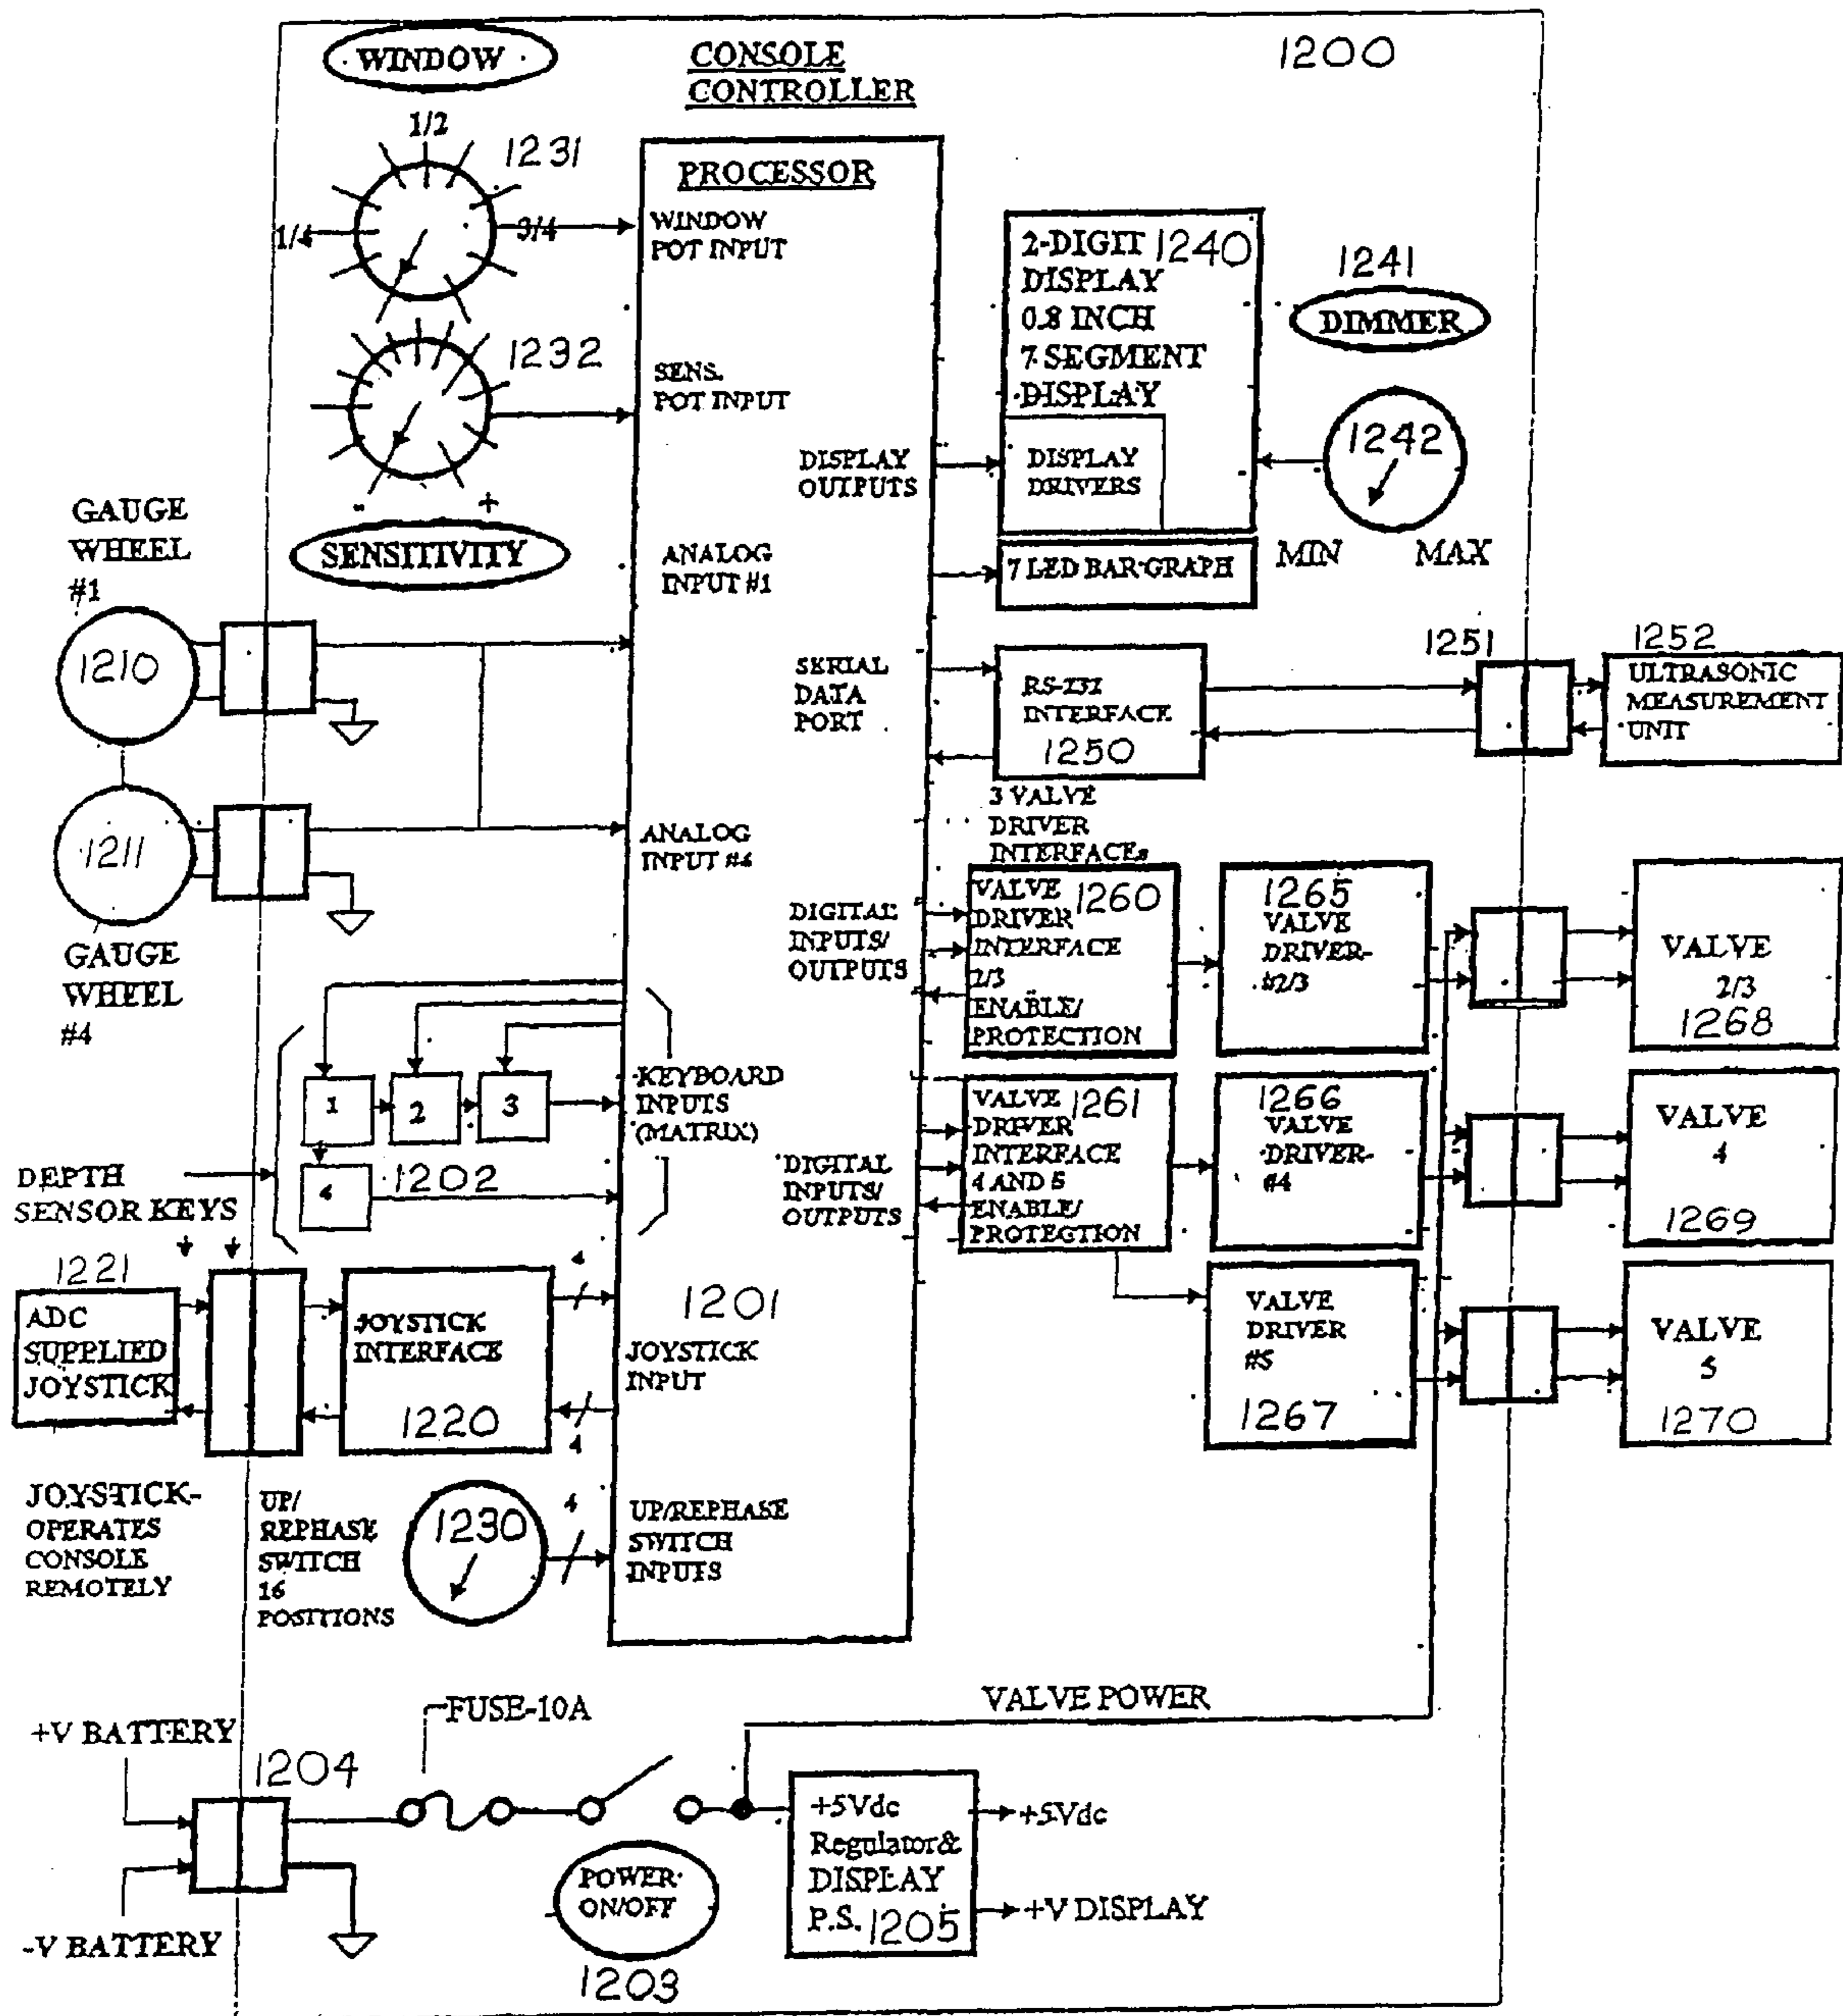 WINDOW
CONSOLE
CONTROLLER
1200
1/2
1231
1/4
3/4
PROCESSOR
WINDOW
POT INPUT
1232
SENS.
POT INPUT
- +
SENSITIVITY
2-DIGIT 1240
DISPLAY
0.8 INCH
7 SEGMENT
DISPLAY
DISPLAY
DRIVERS
1241
DIMMER
1242
MIN MAX
DISPLAY
OUTPUTS
7 LED BAR GRAPH
GAUGE
WHEEL
#1
1210
ANALOG
INPUT #1
SERIAL
DATA
PORT
INTERFACE
1250
1251
1252
ULTRASONIC
MEASUREMENT
UNIT
1211
GAUGE
WHEEL
#4
ANALOG
INPUT #4
3 VALVE
DRIVER
INTERFACEs
DIGITAL
INPUTS/
OUTPUTS
VALVE 1260
DRIVER
INTERFACE
2/3
ENABLE/
PROTECTION
1265
VALVE
DRIVER-
#2/3
VALVE
2/3
1268
1
2
3
4
1202
KEYBOARD
INPUTS
(MATRIX)
DEPTH
SENSOR KEYS
DIGITAL
INPUTS/
OUTPUTS
VALVE 1261
DRIVER
INTERFACE
4 AND 5
ENABLE/
PROTECTION
1266
VALVE
DRIVER-
#4
VALVE
4
1269
1221
ADC
SUPPLIED
JOYSTICK
JOYSTICK
INTERFACE
1220
4
4
1201
JOYSTICK
INPUT
VALVE
DRIVER
#5
1267
VALVE
5
1270
JOYSTICK-
OPERATES
CONSOLE
REMOTELY
UP/
REPHASE
SWITCH
16
POSITIONS
1230
4
UP/REPHASE
SWITCH
INPUTS
+V BATTERY
-V BATTERY
1204
FUSE-10A
VALVE POWER
POWER
ON/OFF
1203
+5Vdc
Regulator &
DISPLAY
P.S. 1205
+5Vdc
+V DISPLAY